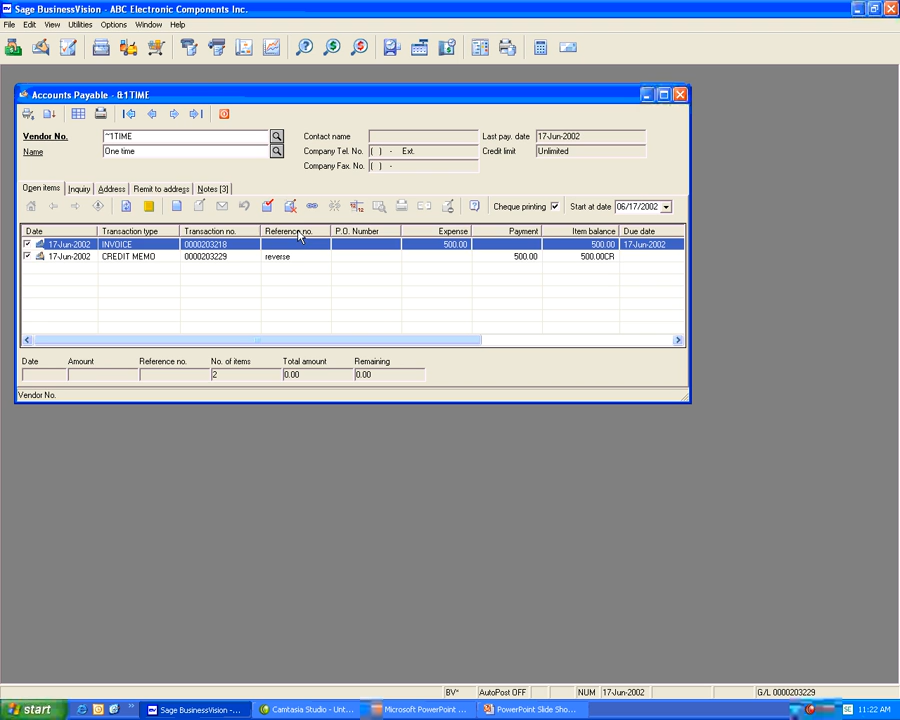 Sage BusinessVision - ABC Electronic Components Inc.
File Edit View Utilities Options Vendor Window Help
Accounts Payable - &1TIME
Vendor No. ~1TIME Contact name Last pay. date 17-Jun-2002
Name One time Company Tel. No. ( ) - Ext. Credit limit Unlimited
Company Fax. No. ( ) -
Open items Inquiry Address Remit to address Notes [3]
Cheque printing Start at date 06/17/2002
Date Transaction type Transaction no. Reference no. P.O. Number Expense Payment Item balance Due date
17-Jun-2002 INVOICE 0000203218 500.00 500.00 17-Jun-2002
17-Jun-2002 CREDIT MEMO 0000203229 reverse 500.00 500.00CR
Date Amount Reference no. No. of items Total amount Remaining
2 0.00 0.00
Vendor No.
BV* AutoPost OFF NUM 17-Jun-2002 G/L 0000203229
start Sage BusinessVision -... Camtasia Studio - Unt... Microsoft PowerPoint ... PowerPoint Slide Sho... SE 11:22 AM